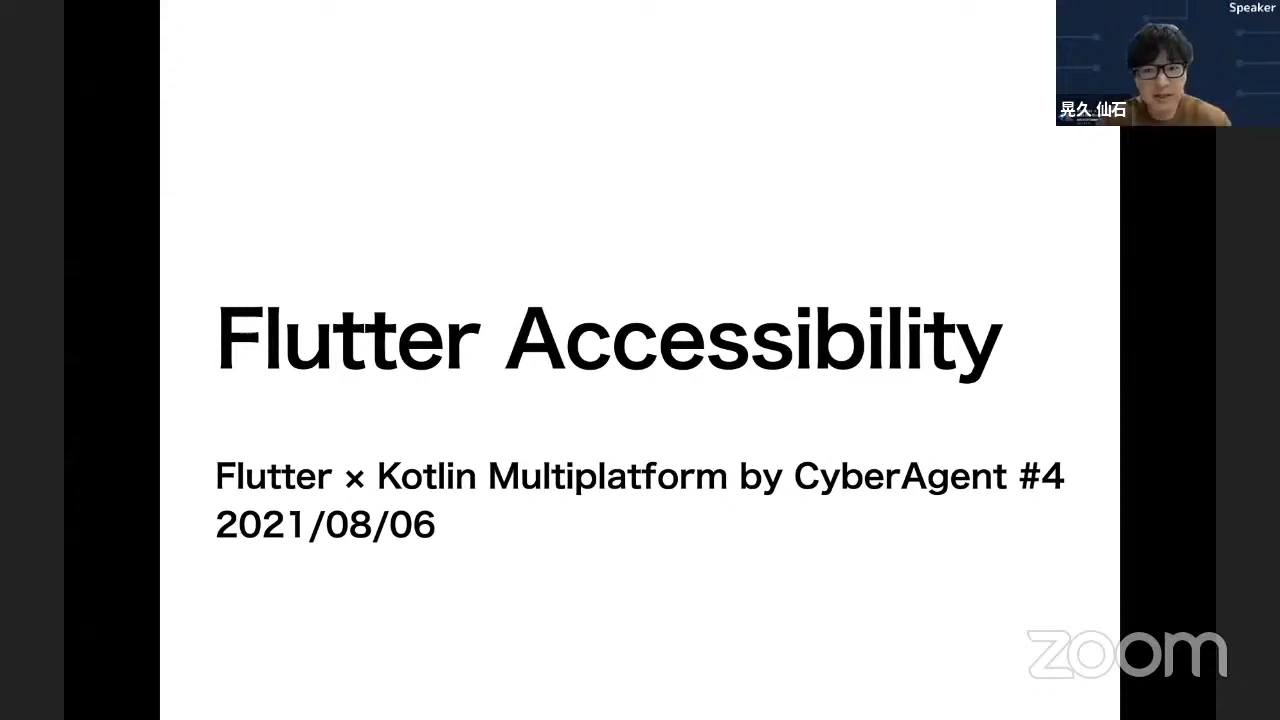 Speaker
晃久 仙石
Flutter Accessibility
Flutter × Kotlin Multiplatform by CyberAgent #4
2021/08/06
zoom